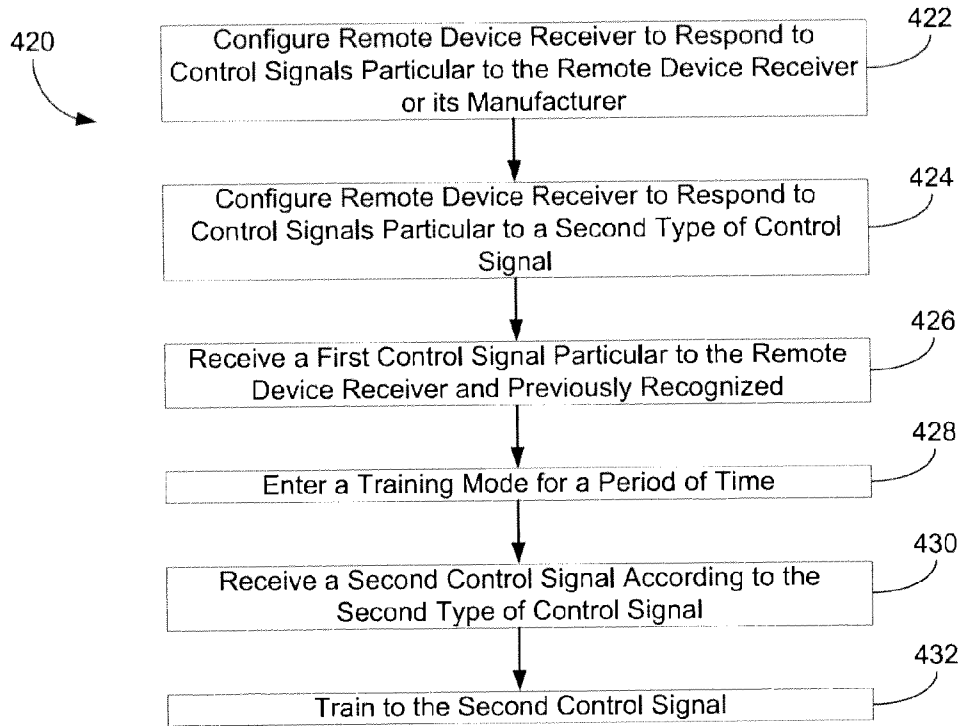 420
422
Configure Remote Device Receiver to Respond to
Control Signals Particular to the Remote Device Receiver
or its Manufacturer
424
Configure Remote Device Receiver to Respond to
Control Signals Particular to a Second Type of Control
Signal
426
Receive a First Control Signal Particular to the Remote
Device Receiver and Previously Recognized
428
Enter a Training Mode for a Period of Time
430
Receive a Second Control Signal According to the
Second Type of Control Signal
432
Train to the Second Control Signal